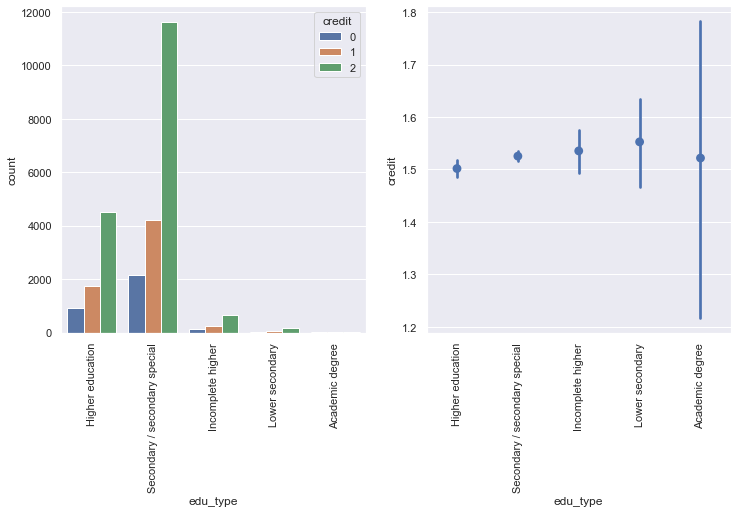 12000
10000
8000
6000
4000
2000
0
count
credit
0
1
2
Higher education
Secondary / secondary special
Incomplete higher
Lower secondary
Academic degree
edu_type
1.8
1.7
1.6
1.5
1.4
1.3
1.2
credit
Higher education
Secondary / secondary special
Incomplete higher
Lower secondary
Academic degree
edu_type